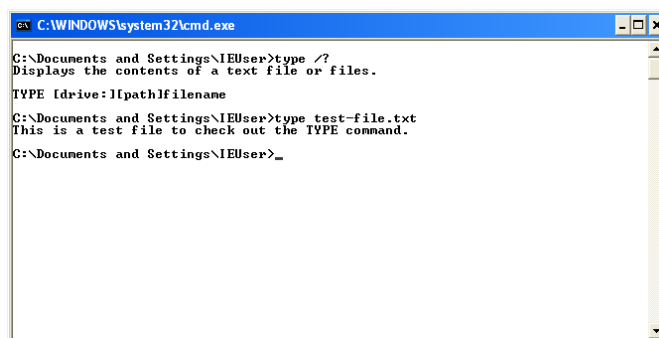 C:\WINDOWS\system32\cmd.exe
C:\Documents and Settings\IEUser>type /?
Displays the contents of a text file or files.
TYPE [drive:][path]filename
C:\Documents and Settings\IEUser>type test-file.txt
This is a test file to check out the TYPE command.
C:\Documents and Settings\IEUser>_